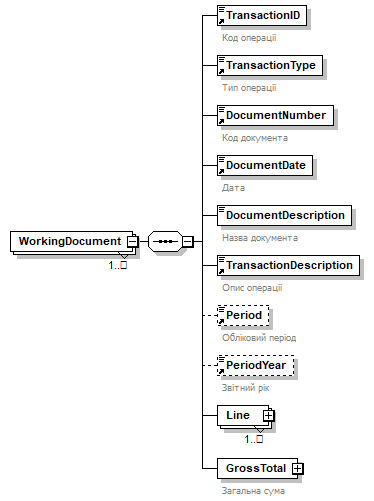 TransactionID
Код операції
TransactionType
Тип операції
DocumentNumber
Код документа
DocumentDate
Дата
WorkingDocument
1..
DocumentDescription
Назва документа
TransactionDescription
Опис операції
Period
Обліковий період
PeriodYear
Звітний рік
Line
1..
GrossTotal
Загальна сума